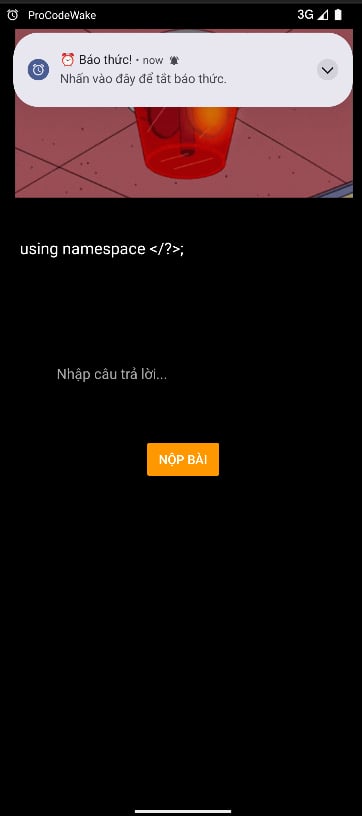 ProCodeWake
3G
Báo thức! • now
Nhấn vào đây để tắt báo thức.
using namespace </?>;
Nhập câu trả lời...
NỘP BÀI